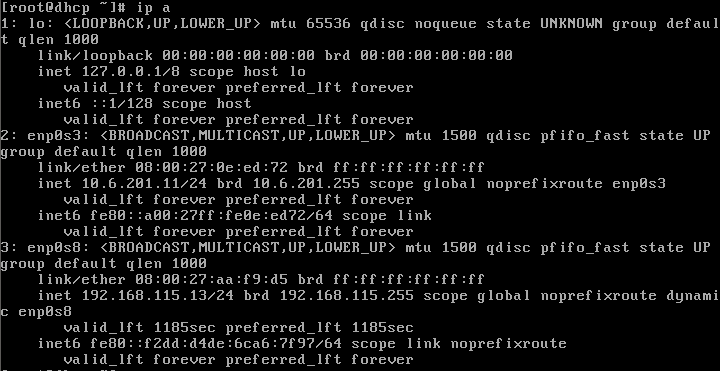 [root@dhcp ~]# ip a
1: lo: <LOOPBACK,UP,LOWER_UP> mtu 65536 qdisc noqueue state UNKNOWN group defaul
t qlen 1000
    link/loopback 00:00:00:00:00:00 brd 00:00:00:00:00:00
    inet 127.0.0.1/8 scope host lo
       valid_lft forever preferred_lft forever
    inet6 ::1/128 scope host
       valid_lft forever preferred_lft forever
2: enp0s3: <BROADCAST,MULTICAST,UP,LOWER_UP> mtu 1500 qdisc pfifo_fast state UP
group default qlen 1000
    link/ether 08:00:27:0e:ed:72 brd ff:ff:ff:ff:ff:ff
    inet 10.6.201.11/24 brd 10.6.201.255 scope global noprefixroute enp0s3
       valid_lft forever preferred_lft forever
    inet6 fe80::a00:27ff:fe0e:ed72/64 scope link
       valid_lft forever preferred_lft forever
3: enp0s8: <BROADCAST,MULTICAST,UP,LOWER_UP> mtu 1500 qdisc pfifo_fast state UP
group default qlen 1000
    link/ether 08:00:27:aa:f9:d5 brd ff:ff:ff:ff:ff:ff
    inet 192.168.115.13/24 brd 192.168.115.255 scope global noprefixroute dynami
c enp0s8
       valid_lft 1185sec preferred_lft 1185sec
    inet6 fe80::f2dd:d4de:6ca6:7f97/64 scope link noprefixroute
       valid_lft forever preferred_lft forever